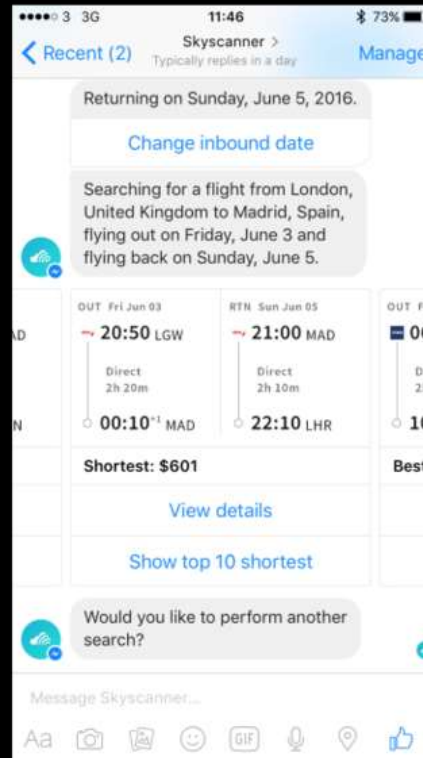 3 3G 11:46 73%
Recent (2) Skyscanner > Manage
Typically replies in a day
Returning on Sunday, June 5, 2016.
Change inbound date
Searching for a flight from London,
United Kingdom to Madrid, Spain,
flying out on Friday, June 3 and
flying back on Sunday, June 5.
OUT Fri Jun 03
20:50 LGW
Direct
2h 20m
00:10+1 MAD
RTN Sun Jun 05
21:00 MAD
Direct
2h 10m
22:10 LHR
Shortest: $601
View details
Show top 10 shortest
OUT
Best
Would you like to perform another
search?
Message Skyscanner...
Aa GIF